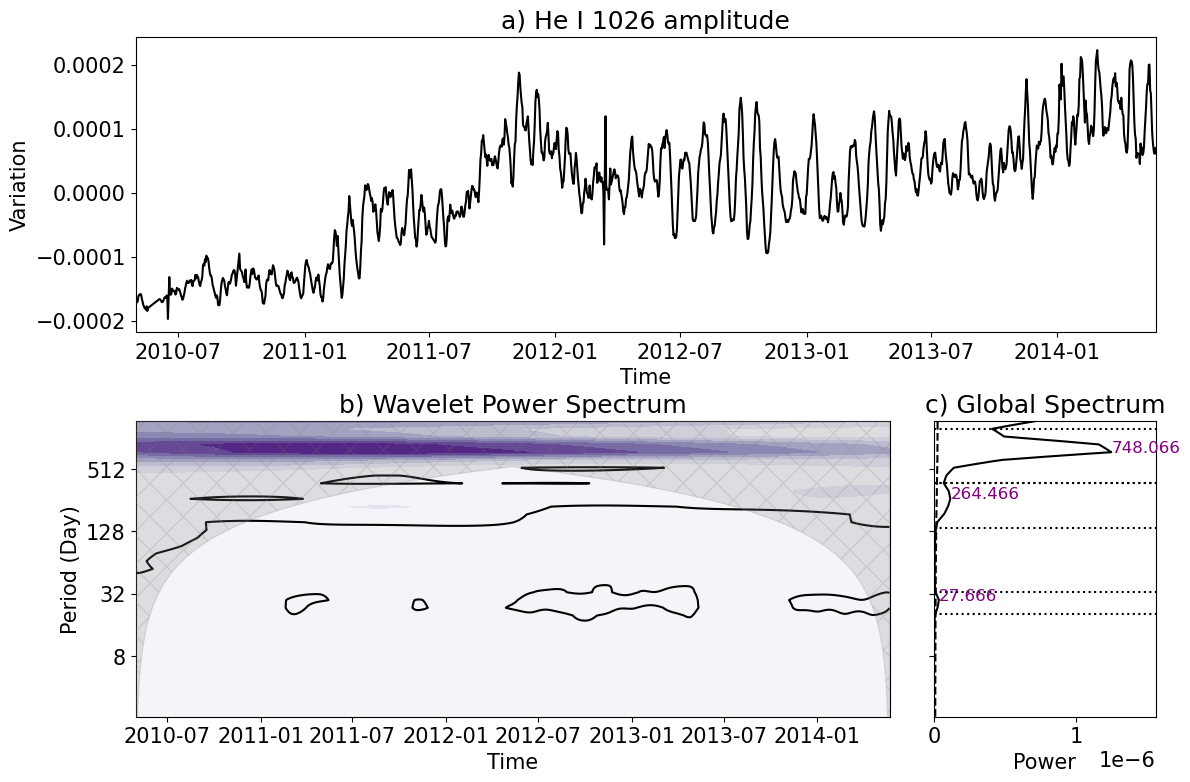 a) He I 1026 amplitude
Variation
0.0002
0.0001
0.0000
−0.0001
−0.0002
2010-07 2011-01 2011-07 2012-01 2012-07 2013-01 2013-07 2014-01
Time
b) Wavelet Power Spectrum
Period (Day)
512
128
32
8
2010-07 2011-01 2011-07 2012-01 2012-07 2013-01 2013-07 2014-01
Time
c) Global Spectrum
748.066
264.466
27.666
0 1
Power 1e−6